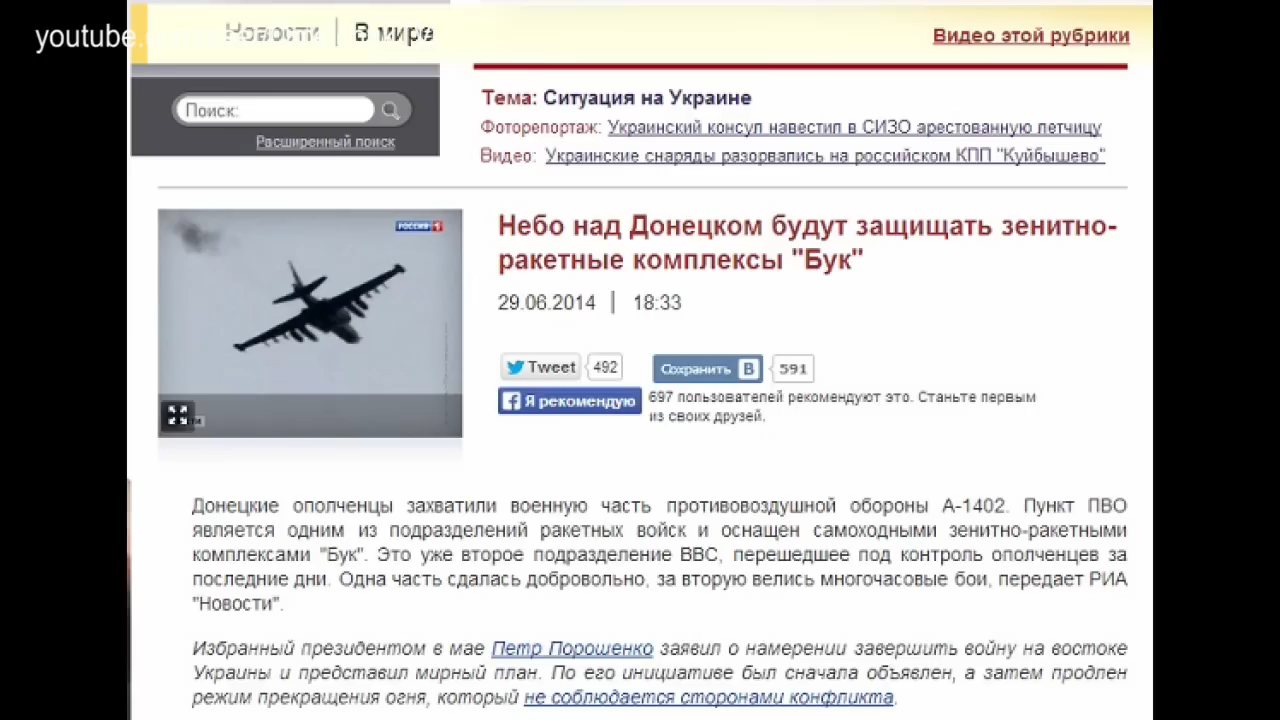 youtube.
Новости | В мире
Видео этой рубрики
Поиск:
Расширенный поиск
Тема: Ситуация на Украине
Фоторепортаж: Украинский консул навестил в СИЗО арестованную летчицу
Видео: Украинские снаряды разорвались на российском КПП "Куйбышево"
РОССИЯ 1
Небо над Донецком будут защищать зенитно-
ракетные комплексы "Бук"
29.06.2014 | 18:33
Tweet 492
Сохранить В 591
Я рекомендую
697 пользователей рекомендуют это. Станьте первым
из своих друзей.
Донецкие ополченцы захватили военную часть противовоздушной обороны А-1402. Пункт ПВО
является одним из подразделений ракетных войск и оснащен самоходными зенитно-ракетными
комплексами "Бук". Это уже второе подразделение ВВС, перешедшее под контроль ополченцев за
последние дни. Одна часть сдалась добровольно, за вторую велись многочасовые бои, передает РИА
"Новости".
Избранный президентом в мае Петр Порошенко заявил о намерении завершить войну на востоке
Украины и представил мирный план. По его инициативе был сначала объявлен, а затем продлен
режим прекращения огня, который не соблюдается сторонами конфликта.